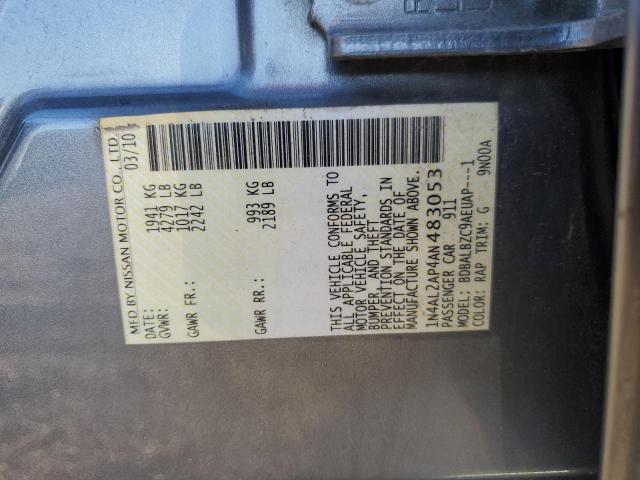 MFD BY NISSAN MOTOR CO., LTD.
DATE: 03/10
GVWR: 1941 KG
4279 LB
GAWR FR.: 1017 KG
2242 LB
GAWR RR.: 993 KG
2189 LB
THIS VEHICLE CONFORMS TO
ALL APPLICABLE FEDERAL
MOTOR VEHICLE SAFETY,
BUMPER, AND THEFT
PREVENTION STANDARDS IN
EFFECT ON THE DATE OF
MANUFACTURE SHOWN ABOVE.
1N4AL2AP4AN483053
PASSENGER CAR 911
MODEL: BDBALBZC9AEUAP---1
COLOR: RAP TRIM: G 9N00A